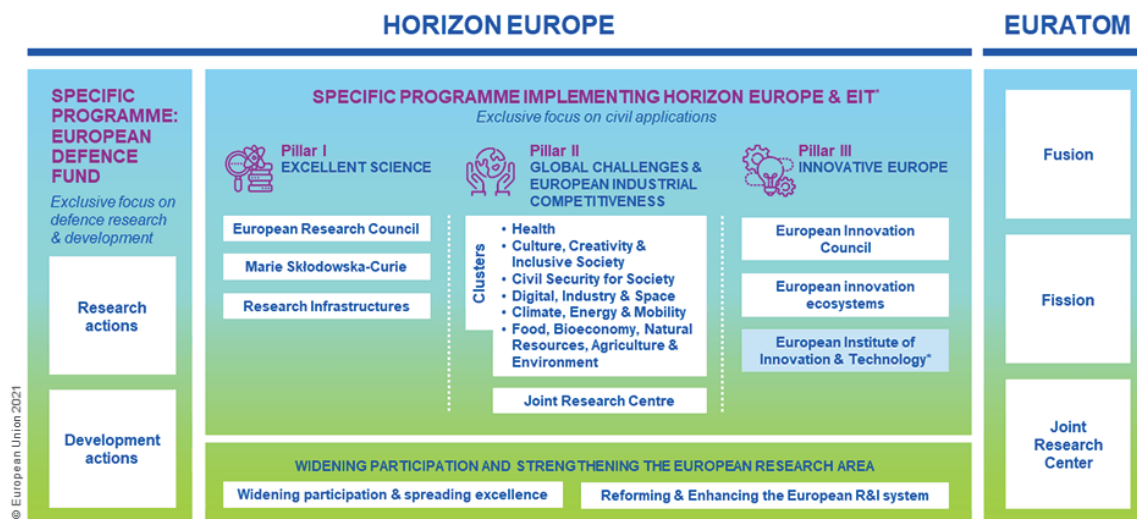 HORIZON EUROPE
EURATOM
SPECIFIC
PROGRAMME:
EUROPEAN
DEFENCE
FUND
Exclusive focus on
defence research
& development
Research
actions
Development
actions
SPECIFIC PROGRAMME IMPLEMENTING HORIZON EUROPE & EIT*
Exclusive focus on civil applications
Pillar I
EXCELLENT SCIENCE
European Research Council
Marie Skłodowska-Curie
Research Infrastructures
Pillar II
GLOBAL CHALLENGES &
EUROPEAN INDUSTRIAL
COMPETITIVENESS
Clusters
• Health
• Culture, Creativity &
Inclusive Society
• Civil Security for Society
• Digital, Industry & Space
• Climate, Energy & Mobility
• Food, Bioeconomy, Natural
Resources, Agriculture &
Environment
Joint Research Centre
Pillar III
INNOVATIVE EUROPE
European Innovation
Council
European innovation
ecosystems
European Institute of
Innovation & Technology*
WIDENING PARTICIPATION AND STRENGTHENING THE EUROPEAN RESEARCH AREA
Widening participation & spreading excellence
Reforming & Enhancing the European R&I system
Fusion
Fission
Joint
Research
Center
© European Union 2021